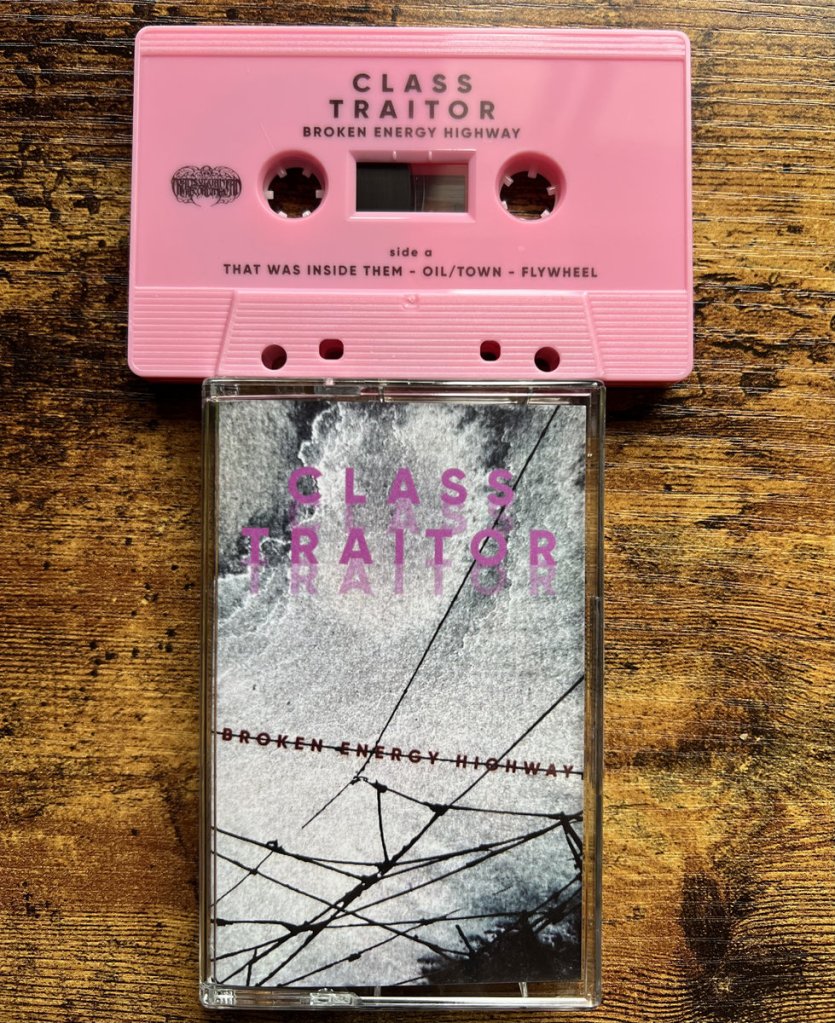 CLASS
TRAITOR
BROKEN ENERGY HIGHWAY
side a
THAT WAS INSIDE THEM - OIL/TOWN - FLYWHEEL
CLASS
TRAITOR
BROKEN ENERGY HIGHWAY